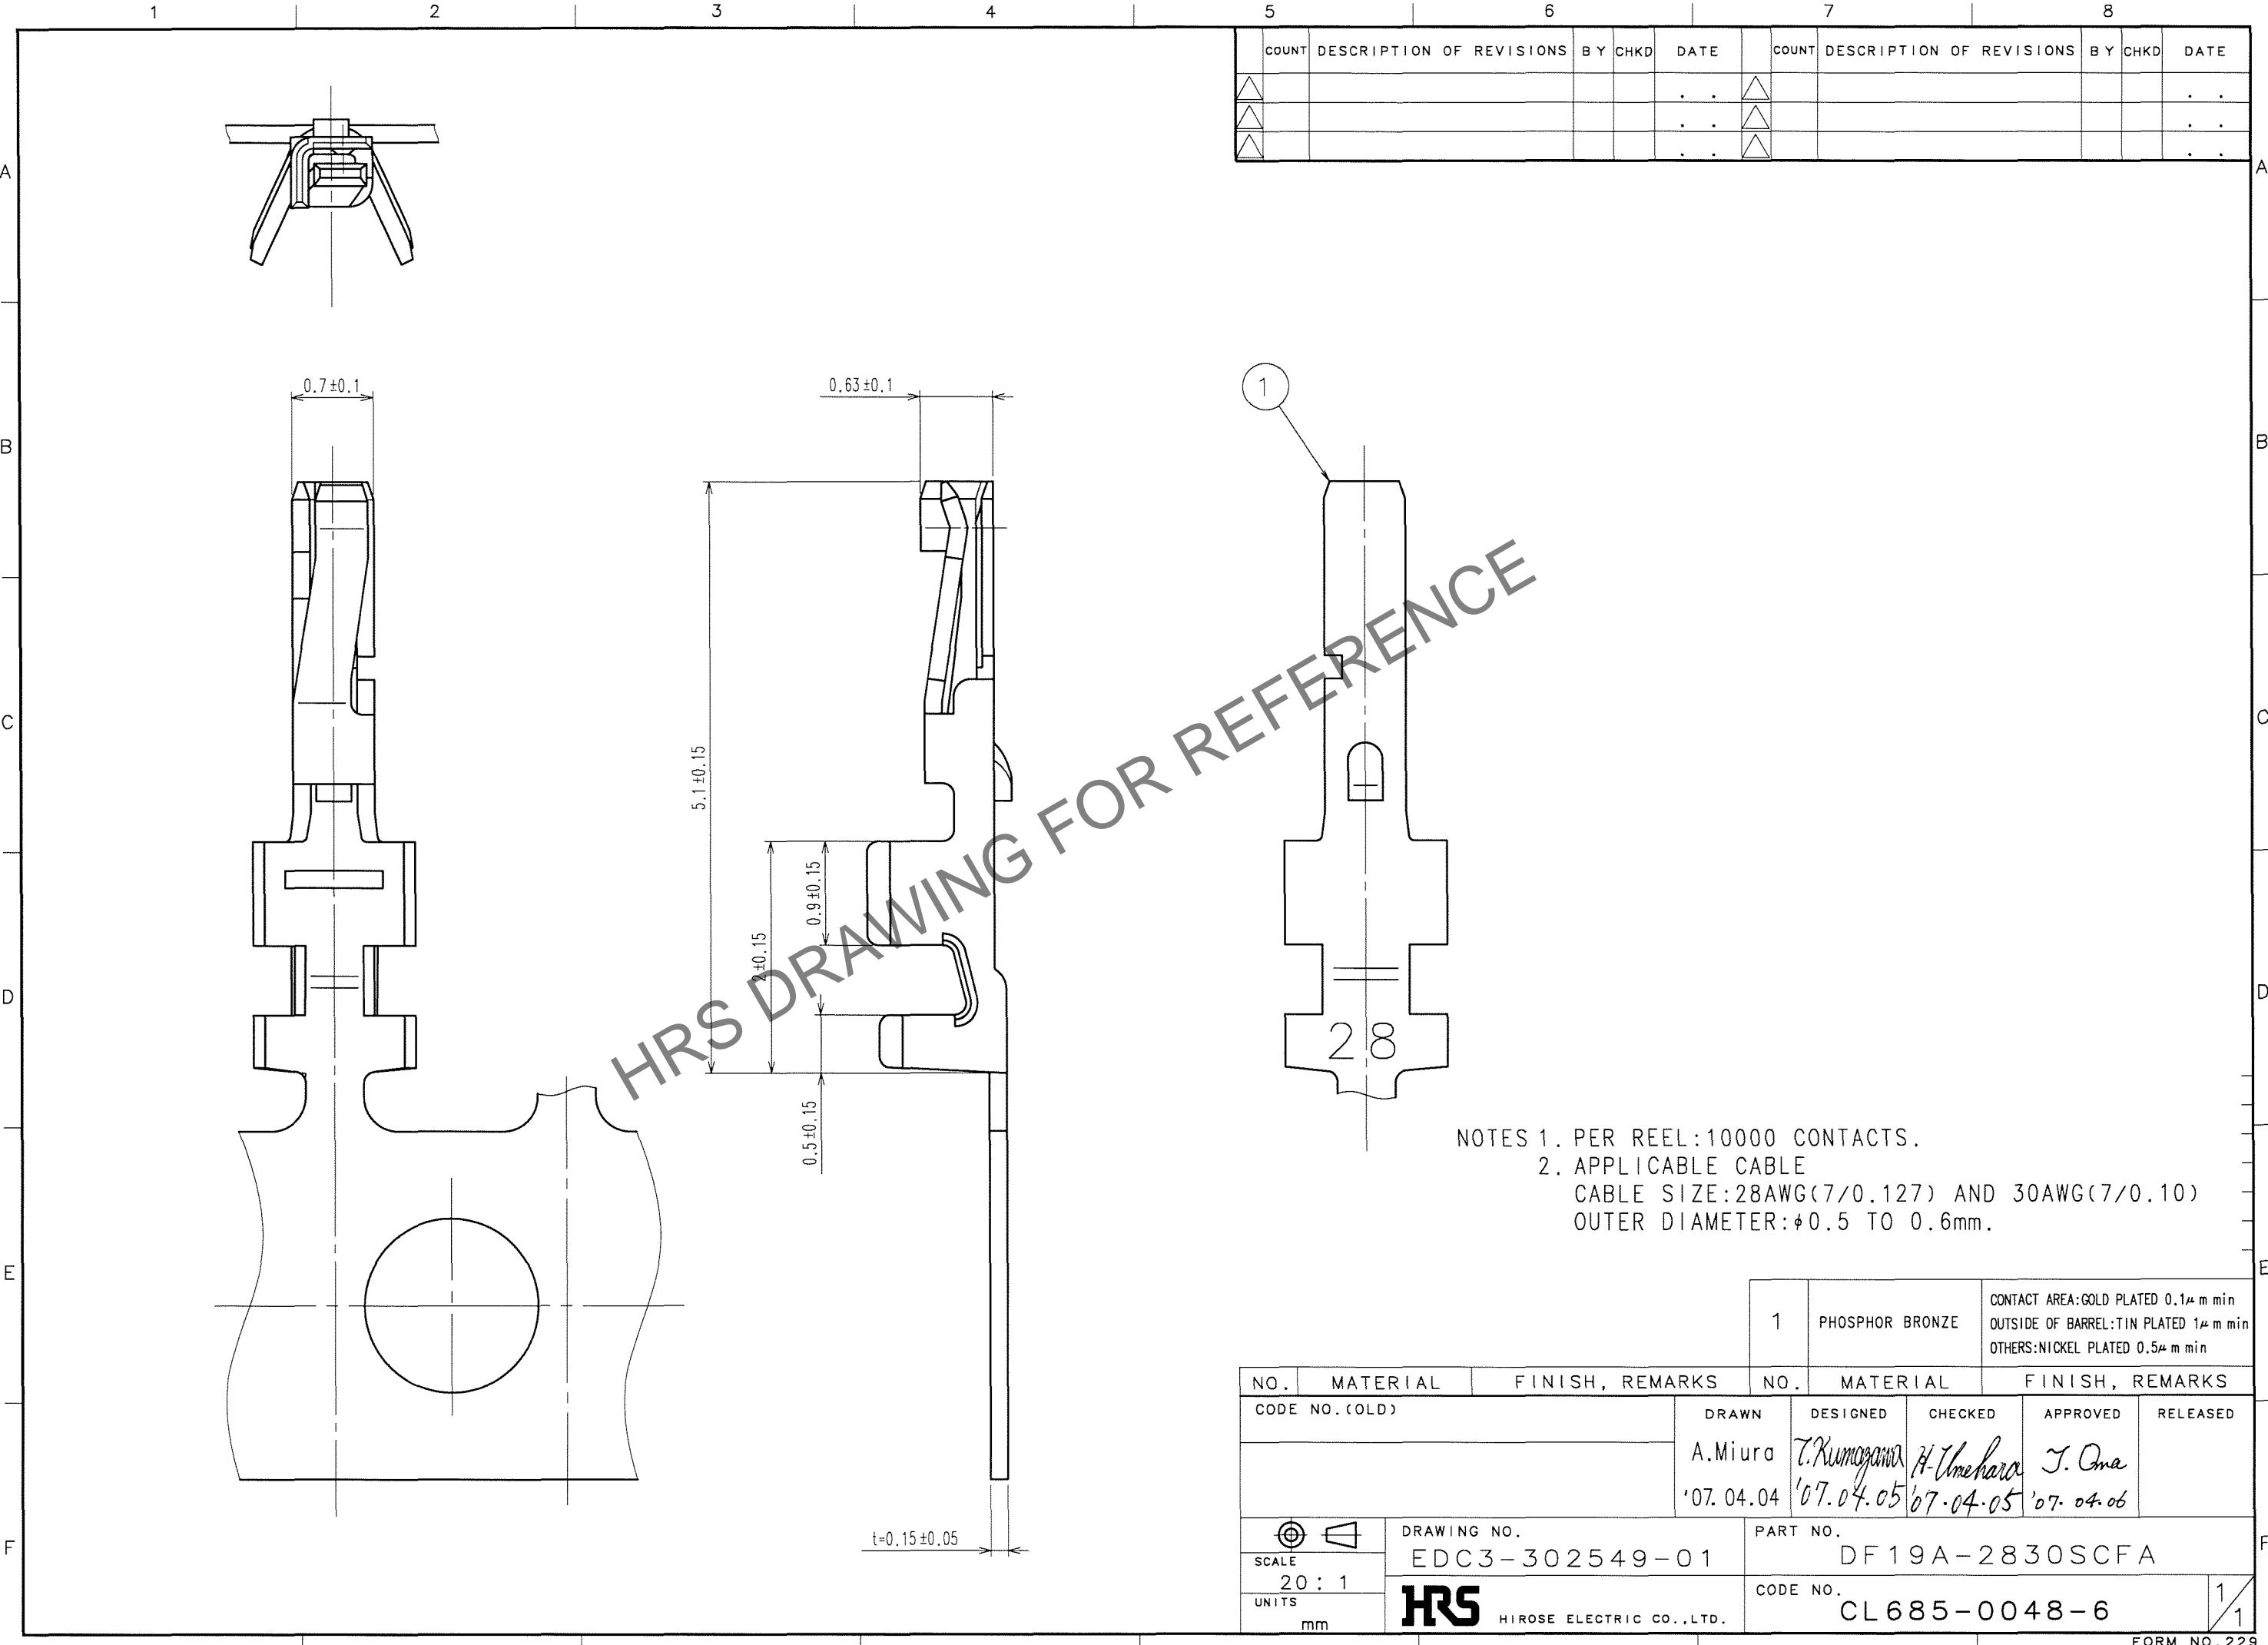 1 2 3 4 5 6 7 8
COUNT DESCRIPTION OF REVISIONS BY CHKD DATE COUNT DESCRIPTION OF REVISIONS BY CHKD DATE
. . . .
. . . .
. . . .
A A
0.7±0.1
0.63±0.1
1
B B
C C
5.1±0.15
0.9±0.15
2±0.15
0.5±0.15
HRS DRAWING FOR REFERENCE
D D
28
NOTES 1. PER REEL:10000 CONTACTS.
2. APPLICABLE CABLE
CABLE SIZE:28AWG(7/0.127) AND 30AWG(7/0.10)
OUTER DIAMETER:φ0.5 TO 0.6mm.
E E
1 PHOSPHOR BRONZE
CONTACT AREA:GOLD PLATED 0.1μm min
OUTSIDE OF BARREL:TIN PLATED 1μm min
OTHERS:NICKEL PLATED 0.5μm min
NO. MATERIAL FINISH, REMARKS NO. MATERIAL FINISH, REMARKS
CODE NO.(OLD) DRAWN DESIGNED CHECKED APPROVED RELEASED
A.Miura T.Kumazawa H.Umehara T. Ona
'07.04.04 '07.04.05 '07.04.05 '07.04.06
F F
t=0.15±0.05
SCALE
20:1
UNITS
mm
DRAWING NO.
EDC3-302549-01
PART NO.
DF19A-2830SCFA
HRS HIROSE ELECTRIC CO.,LTD.
CODE NO.
CL685-0048-6
1/1
FORM NO.229